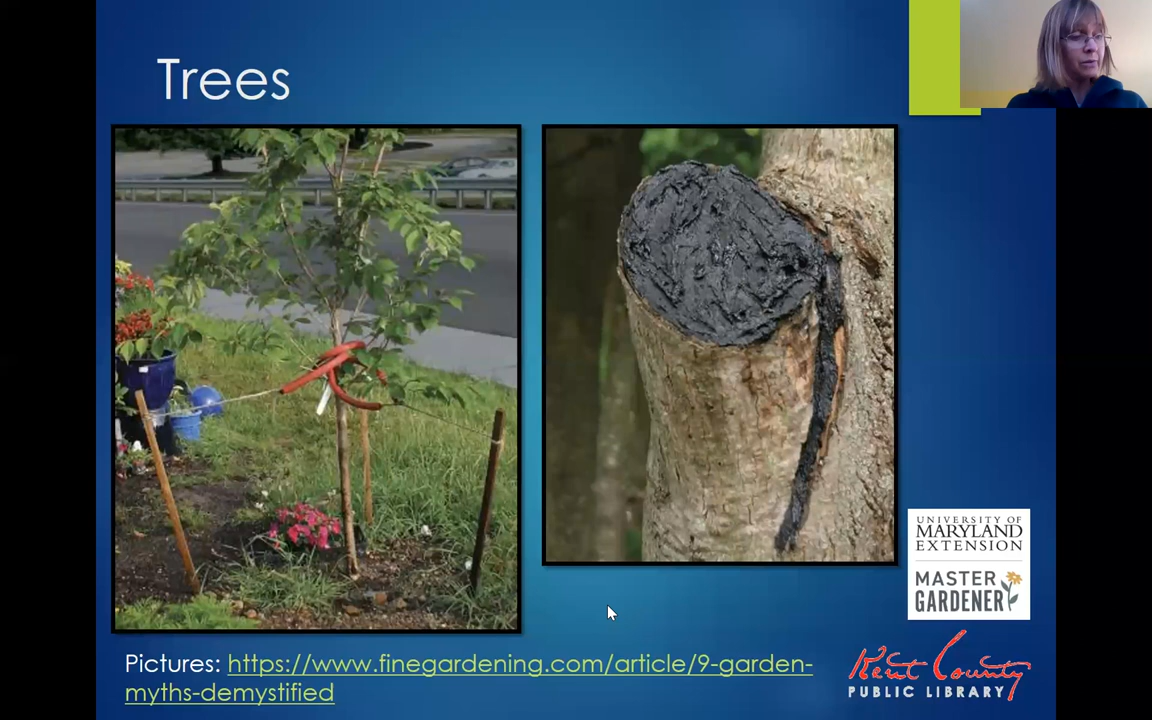 Trees
Pictures: https://www.finegardening.com/article/9-garden-
myths-demystified
UNIVERSITY OF
MARYLAND
EXTENSION
MASTER
GARDENER
Kent County
PUBLIC LIBRARY